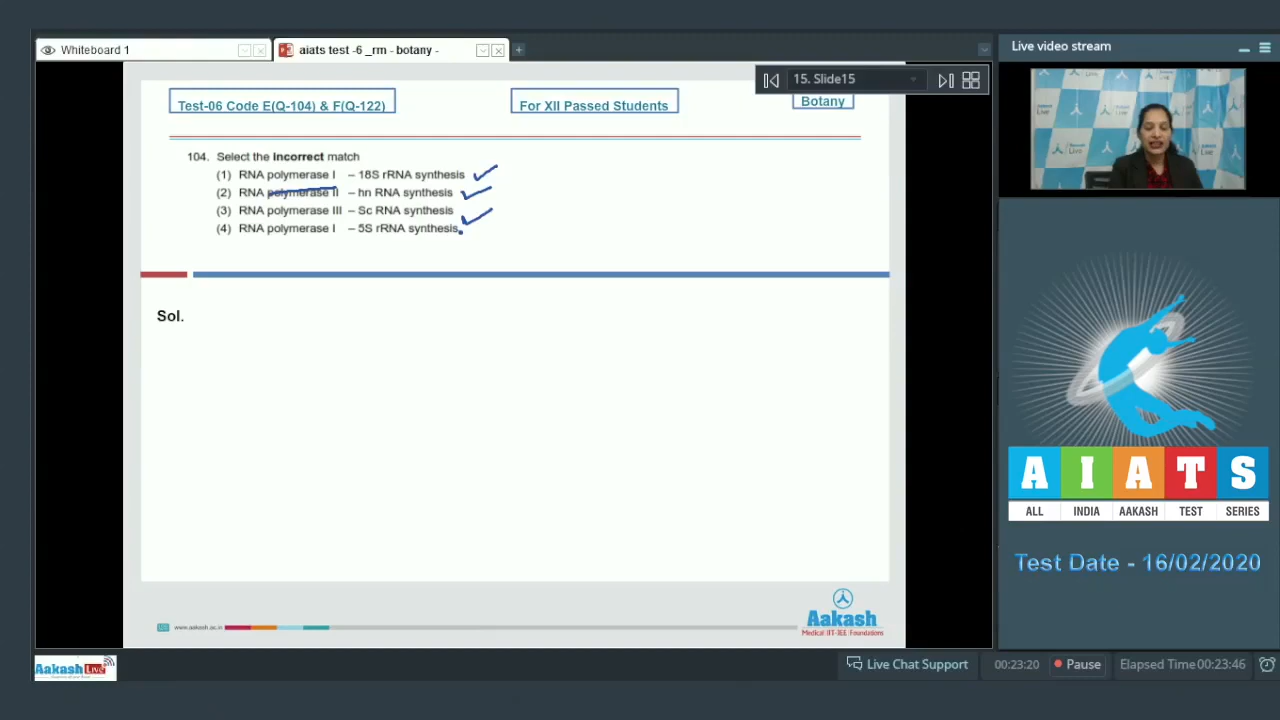 Whiteboard 1
aiats test -6 _rm - botany -
Live video stream
15. Slide15
Test-06 Code E(Q-104) & F(Q-122)
For XII Passed Students
Botany
104. Select the incorrect match
(1) RNA polymerase I – 18S rRNA synthesis
(2) RNA polymerase II – hn RNA synthesis
(3) RNA polymerase III – Sc RNA synthesis
(4) RNA polymerase I – 5S rRNA synthesis
Sol.
A I A T S
ALL INDIA AAKASH TEST SERIES
Test Date - 16/02/2020
www.aakash.ac.in
Aakash
Medical IIT-JEE Foundations
Aakash Live
Live Chat Support
00:23:20
Pause
Elapsed Time 00:23:46